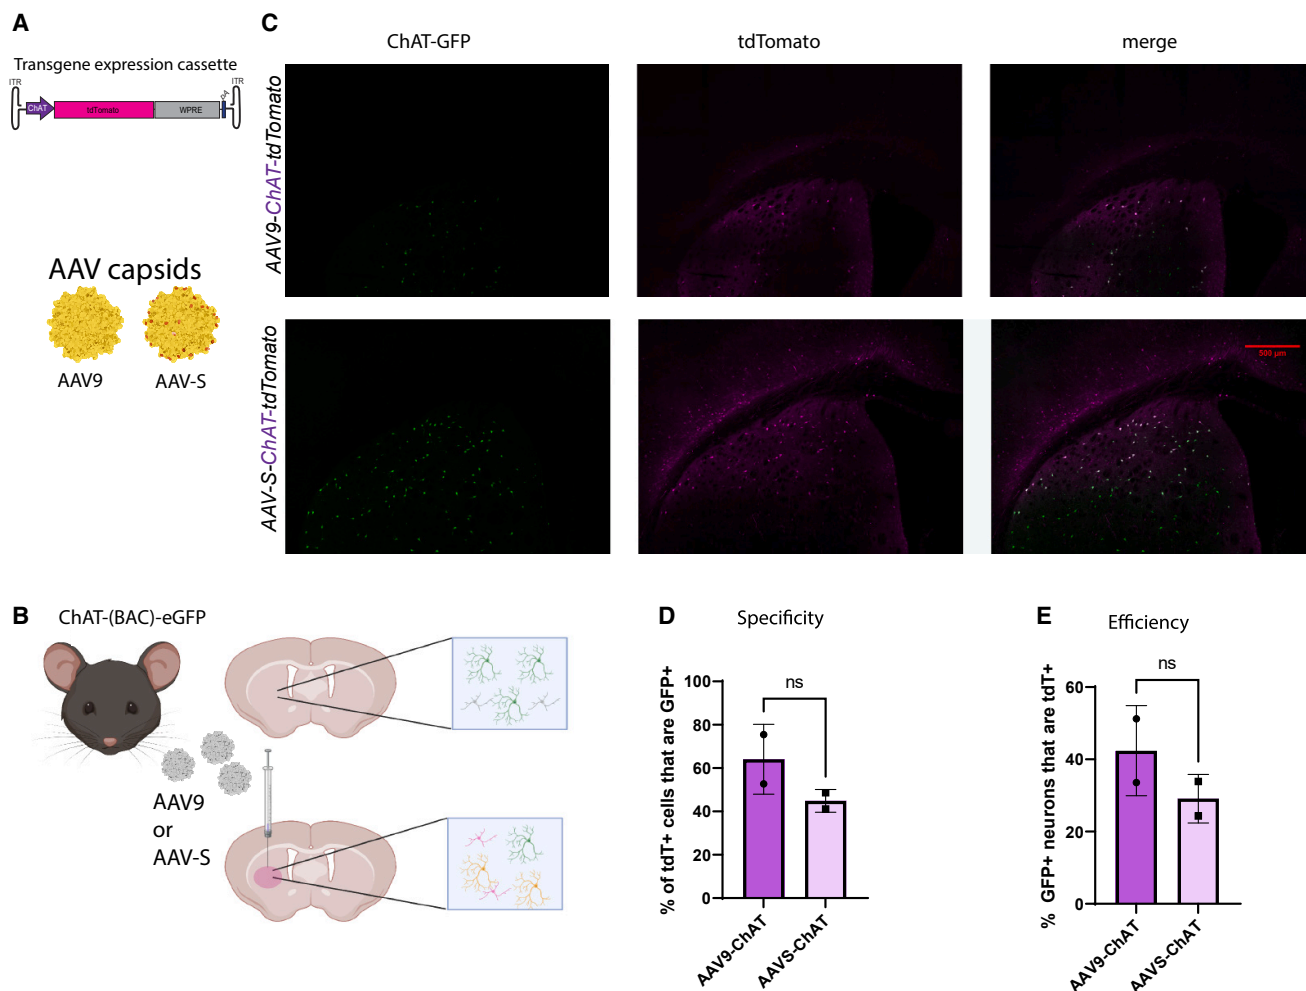 A
Transgene expression cassette
ITR
ITR
ChAT
tdTomato
WPRE
pA
AAV capsids
AAV9
AAV-S
C
ChAT-GFP
tdTomato
merge
AAV9-ChAT-tdTomato
AAV-S-ChAT-tdTomato
500 µm
B
ChAT-(BAC)-eGFP
AAV9
or
AAV-S
D
Specificity
% of tdT+ cells that are GFP+
100
80
60
40
20
0
ns
AAV9-ChAT
AAVS-ChAT
E
Efficiency
% GFP+ neurons that are tdT+
60
40
20
0
ns
AAV9-ChAT
AAVS-ChAT